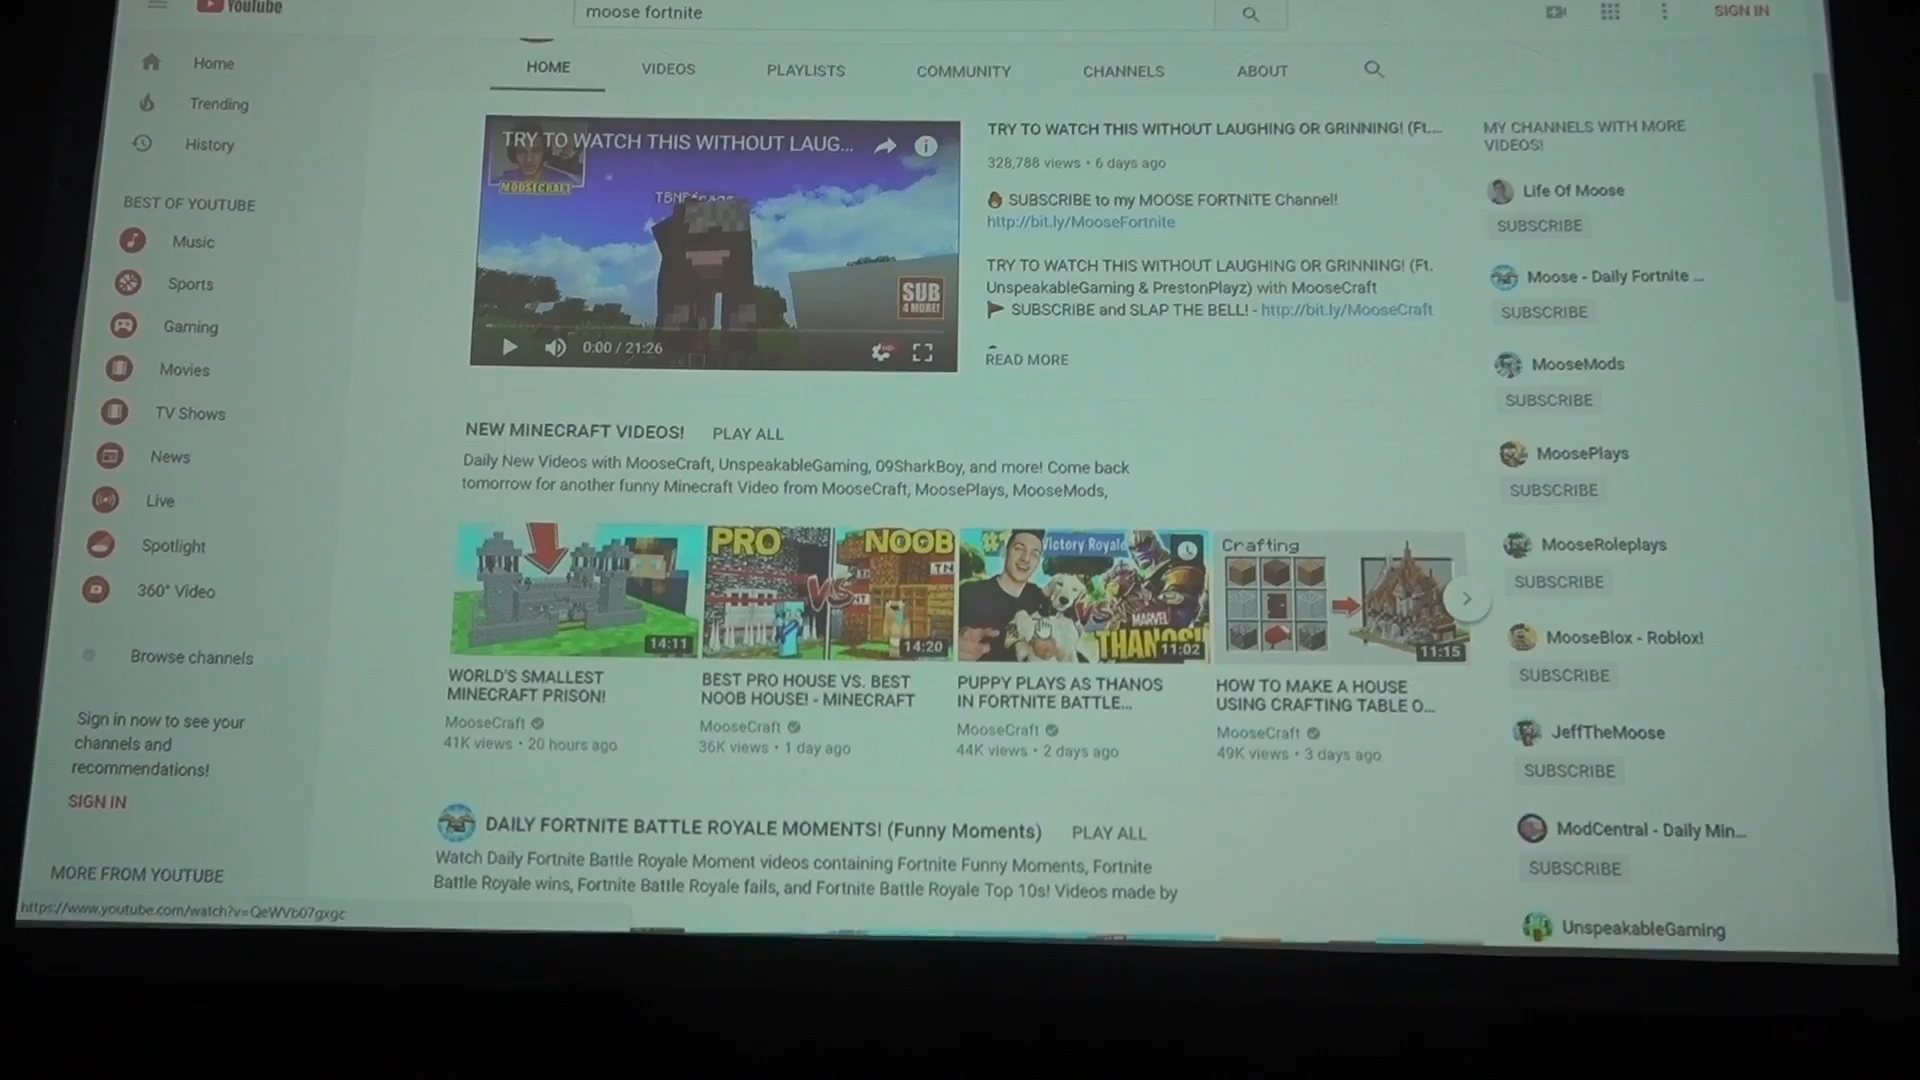 YouTube
moose fortnite
SIGN IN
Home
Trending
History
BEST OF YOUTUBE
Music
Sports
Gaming
Movies
TV Shows
News
Live
Spotlight
360° Video
Browse channels
Sign in now to see your
channels and
recommendations!
SIGN IN
MORE FROM YOUTUBE
https://www.youtube.com/watch?v=QeWVb07gxgc
HOME
VIDEOS
PLAYLISTS
COMMUNITY
CHANNELS
ABOUT
TRY TO WATCH THIS WITHOUT LAUG...
MOOSECRAFT
SUB
4 MORE!
0:00 / 21:26
TRY TO WATCH THIS WITHOUT LAUGHING OR GRINNING! (Ft....
328,788 views • 6 days ago
SUBSCRIBE to my MOOSE FORTNITE Channel!
http://bit.ly/MooseFortnite
TRY TO WATCH THIS WITHOUT LAUGHING OR GRINNING! (Ft.
UnspeakableGaming & PrestonPlayz) with MooseCraft
SUBSCRIBE and SLAP THE BELL! - http://bit.ly/MooseCraft
READ MORE
NEW MINECRAFT VIDEOS! PLAY ALL
Daily New Videos with MooseCraft, UnspeakableGaming, 09SharkBoy, and more! Come back
tomorrow for another funny Minecraft Video from MooseCraft, MoosePlays, MooseMods,
14:11
WORLD'S SMALLEST
MINECRAFT PRISON!
MooseCraft
41K views • 20 hours ago
PRO
VS
NOOB
14:20
BEST PRO HOUSE VS. BEST
NOOB HOUSE! - MINECRAFT
MooseCraft
36K views • 1 day ago
#1 Victory Royale
VS
MARVEL
THANOS!
11:02
PUPPY PLAYS AS THANOS
IN FORTNITE BATTLE...
MooseCraft
44K views • 2 days ago
Crafting
11:15
HOW TO MAKE A HOUSE
USING CRAFTING TABLE O...
MooseCraft
49K views • 3 days ago
DAILY FORTNITE BATTLE ROYALE MOMENTS! (Funny Moments) PLAY ALL
Watch Daily Fortnite Battle Royale Moment videos containing Fortnite Funny Moments, Fortnite
Battle Royale wins, Fortnite Battle Royale fails, and Fortnite Battle Royale Top 10s! Videos made by
MY CHANNELS WITH MORE
VIDEOS!
Life Of Moose
SUBSCRIBE
Moose - Daily Fortnite ...
SUBSCRIBE
MooseMods
SUBSCRIBE
MoosePlays
SUBSCRIBE
MooseRoleplays
SUBSCRIBE
MooseBlox - Roblox!
SUBSCRIBE
JeffTheMoose
SUBSCRIBE
ModCentral - Daily Min...
SUBSCRIBE
UnspeakableGaming